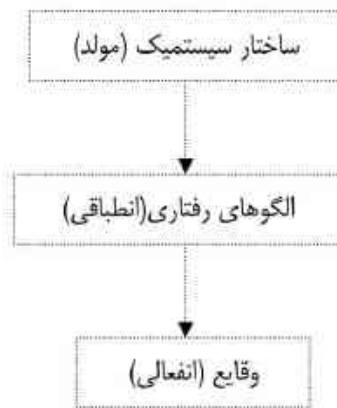 ساختار سیستمیک (مولد)
الگوهای رفتاری(انطباقی)
وقایع (انفعالی)